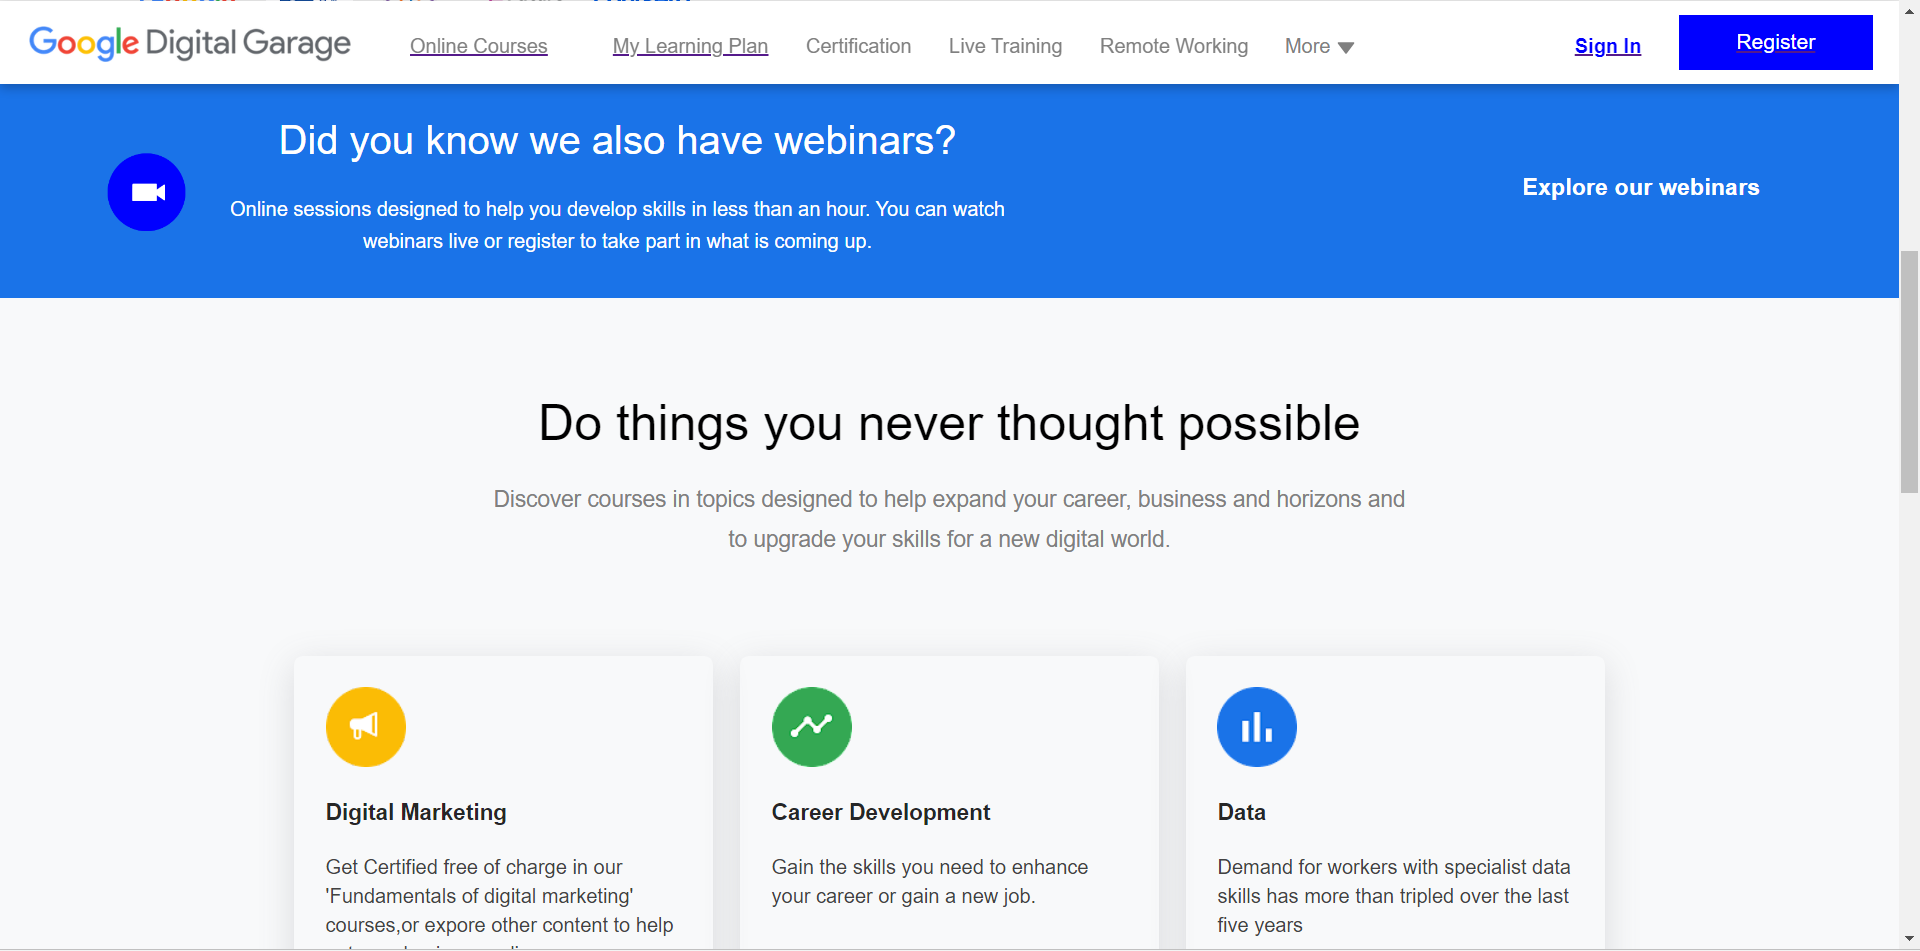 Google Digital Garage
Online Courses
My Learning Plan
Certification
Live Training
Remote Working
More
Sign In
Register
Did you know we also have webinars?
Online sessions designed to help you develop skills in less than an hour. You can watch
webinars live or register to take part in what is coming up.
Explore our webinars
Do things you never thought possible
Discover courses in topics designed to help expand your career, business and horizons and
to upgrade your skills for a new digital world.
Digital Marketing
Get Certified free of charge in our
'Fundamentals of digital marketing'
courses,or expore other content to help
Career Development
Gain the skills you need to enhance
your career or gain a new job.
Data
Demand for workers with specialist data
skills has more than tripled over the last
five years